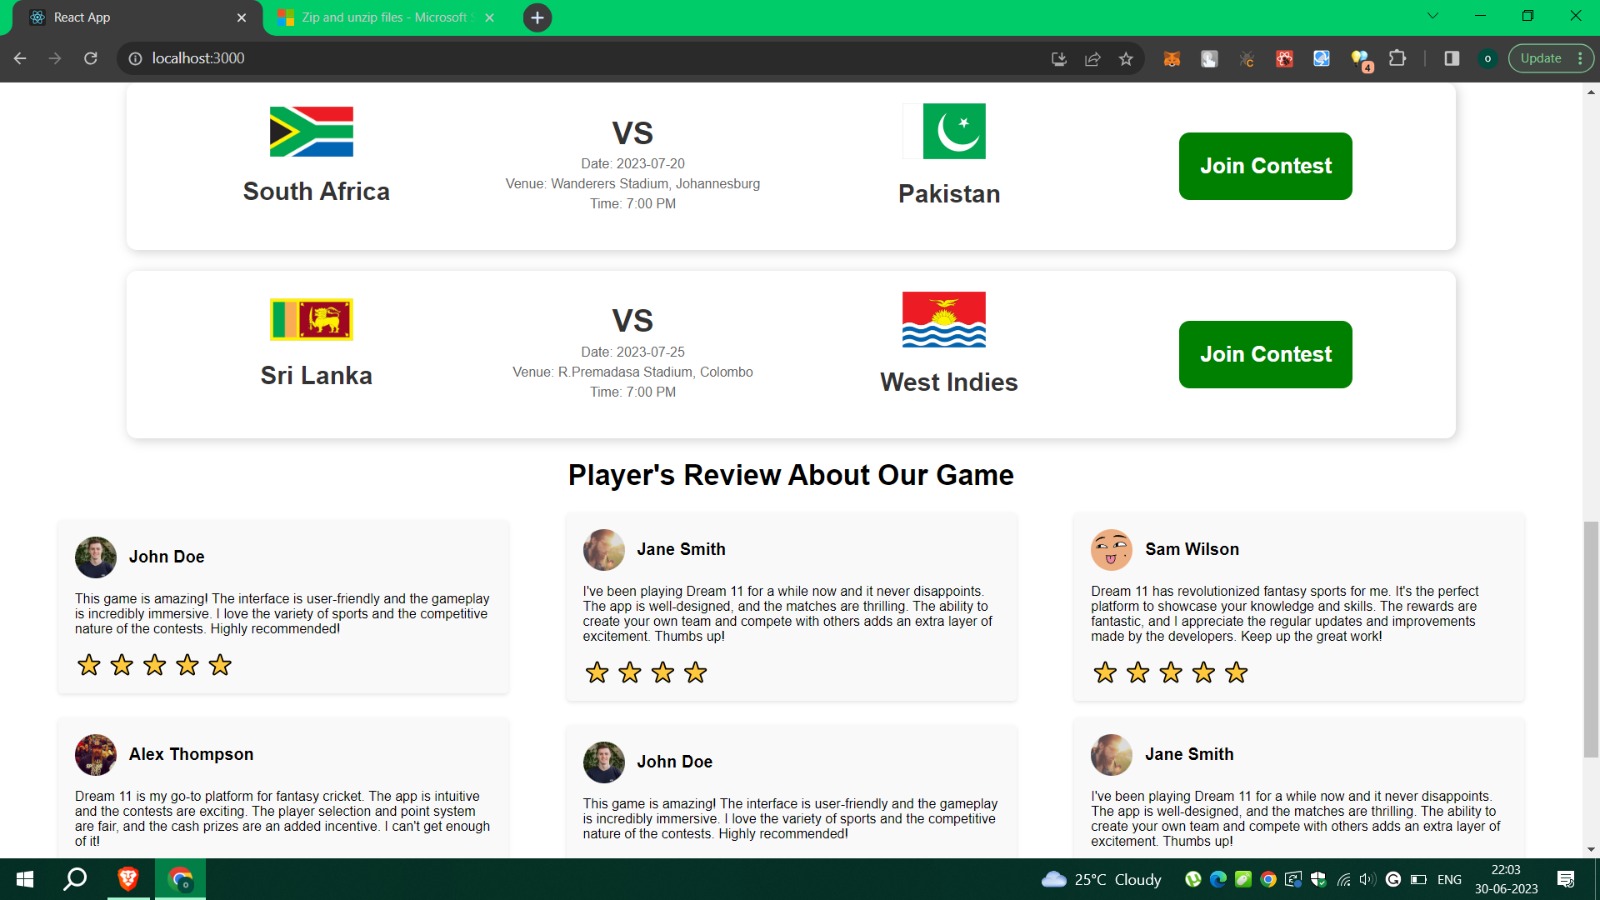 React App
Zip and unzip files - Microsoft
localhost:3000
4
o
Update
South Africa
VS
Date: 2023-07-20
Venue: Wanderers Stadium, Johannesburg
Time: 7:00 PM
Pakistan
Join Contest
Sri Lanka
VS
Date: 2023-07-25
Venue: R.Premadasa Stadium, Colombo
Time: 7:00 PM
West Indies
Join Contest
Player's Review About Our Game
John Doe
This game is amazing! The interface is user-friendly and the gameplay
is incredibly immersive. I love the variety of sports and the competitive
nature of the contests. Highly recommended!
Jane Smith
I've been playing Dream 11 for a while now and it never disappoints.
The app is well-designed, and the matches are thrilling. The ability to
create your own team and compete with others adds an extra layer of
excitement. Thumbs up!
Sam Wilson
Dream 11 has revolutionized fantasy sports for me. It's the perfect
platform to showcase your knowledge and skills. The rewards are
fantastic, and I appreciate the regular updates and improvements
made by the developers. Keep up the great work!
Alex Thompson
Dream 11 is my go-to platform for fantasy cricket. The app is intuitive
and the contests are exciting. The player selection and point system
are fair, and the cash prizes are an added incentive. I can't get enough
of it!
John Doe
This game is amazing! The interface is user-friendly and the gameplay
is incredibly immersive. I love the variety of sports and the competitive
nature of the contests. Highly recommended!
Jane Smith
I've been playing Dream 11 for a while now and it never disappoints.
The app is well-designed, and the matches are thrilling. The ability to
create your own team and compete with others adds an extra layer of
excitement. Thumbs up!
25°C Cloudy
ENG
22:03
30-06-2023